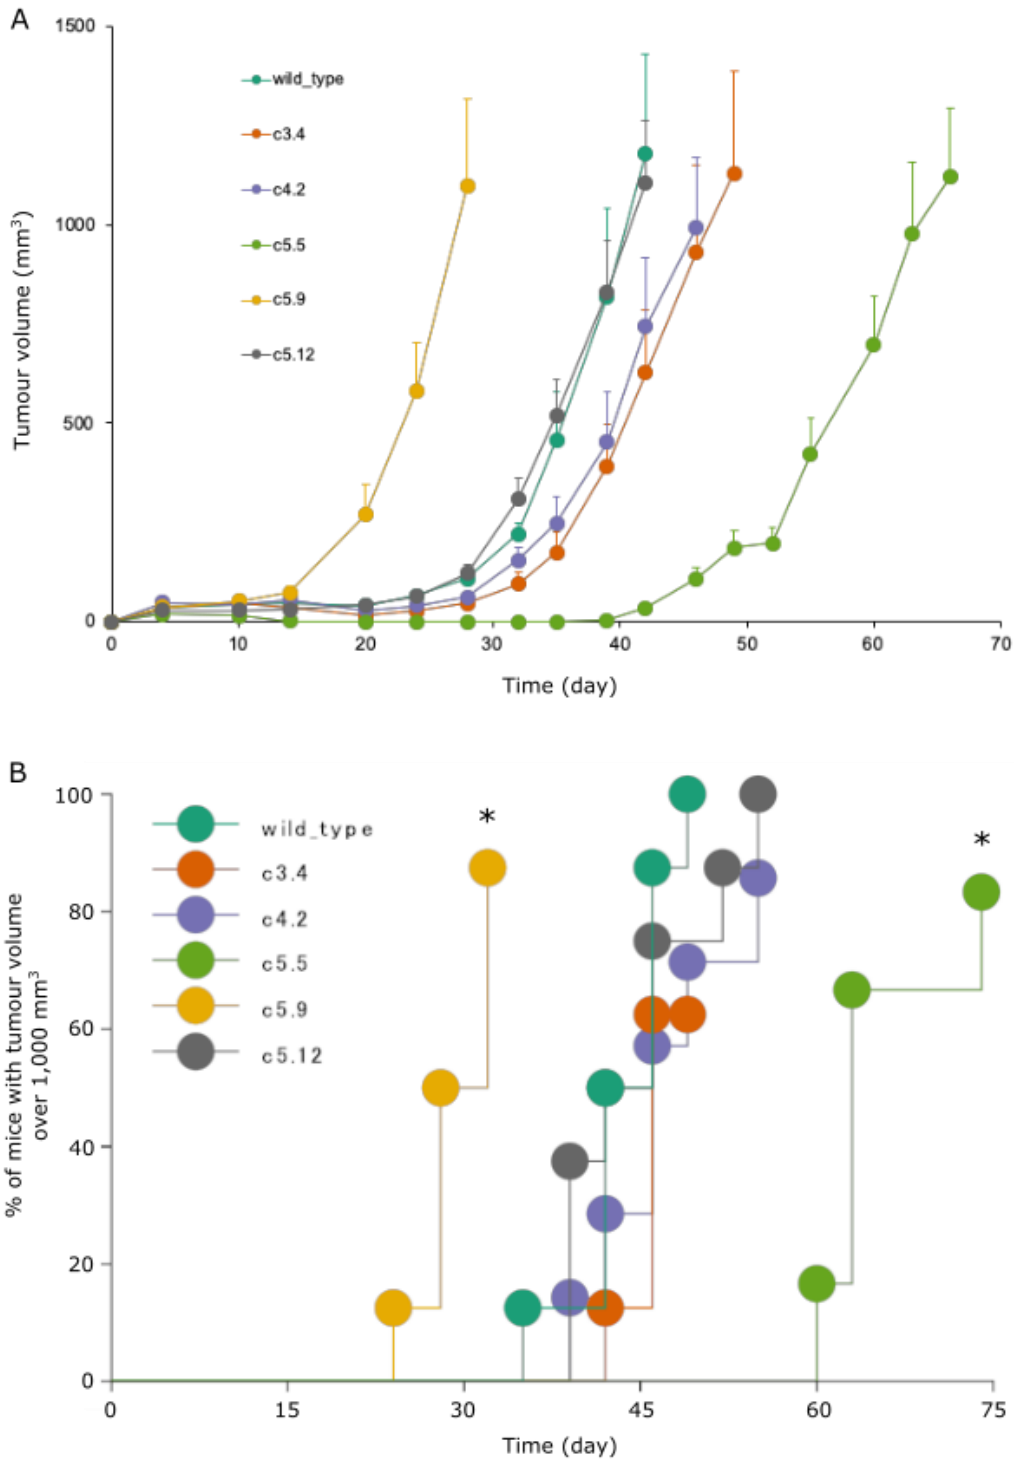 A
1500
1000
500
0
Tumour volume (mm³)
wild_type
c3.4
c4.2
c5.5
c5.9
c5.12
0 10 20 30 40 50 60 70
Time (day)
B
100
80
60
40
20
0
% of mice with tumour volume
over 1,000 mm³
wild_type
c3.4
c4.2
c5.5
c5.9
c5.12
*
*
0 15 30 45 60 75
Time (day)